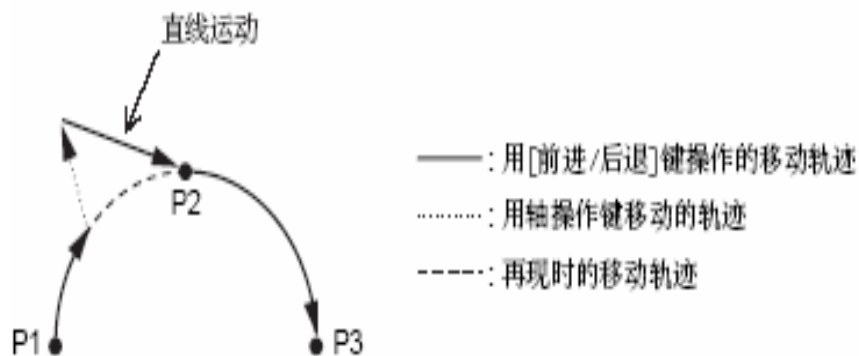 直线运动
P2
P1
P3
———: 用[前进/后退]键操作的移动轨迹
············: 用轴操作键移动的轨迹
-----: 再现时的移动轨迹